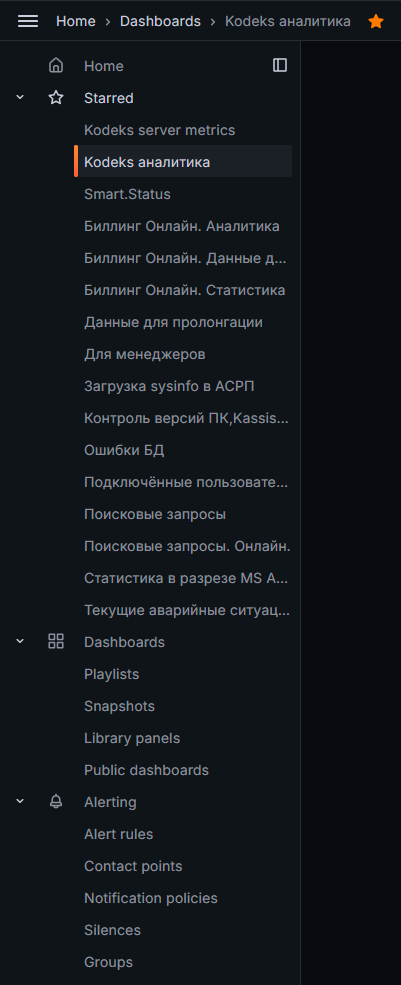 Home › Dashboards › Kodeks аналитика
Home
Starred
Kodeks server metrics
Kodeks аналитика
Smart.Status
Биллинг Онлайн. Аналитика
Биллинг Онлайн. Данные д...
Биллинг Онлайн. Статистика
Данные для пролонгации
Для менеджеров
Загрузка sysinfo в АСРП
Контроль версий ПК,Kassis...
Ошибки БД
Подключённые пользовате...
Поисковые запросы
Поисковые запросы. Онлайн.
Статистика в разрезе MS A...
Текущие аварийные ситуац...
Dashboards
Playlists
Snapshots
Library panels
Public dashboards
Alerting
Alert rules
Contact points
Notification policies
Silences
Groups